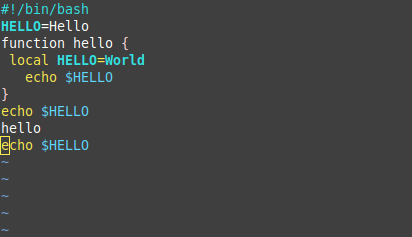 #!/bin/bash
HELLO=Hello
function hello {
 local HELLO=World
   echo $HELLO
}
echo $HELLO
hello
echo $HELLO
~
~
~
~
~